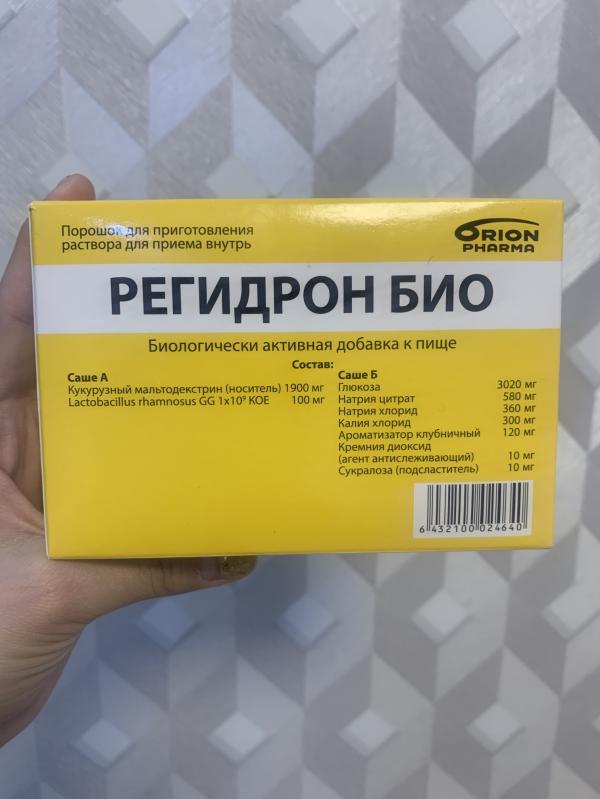 Порошок для приготовления
раствора для приема внутрь
ORION
PHARMA
РЕГИДРОН БИО
Биологически активная добавка к пище
Состав:
Саше А
Кукурузный мальтодекстрин (носитель) 1900 мг
Lactobacillus rhamnosus GG 1x10⁹ КОЕ 100 мг
Саше Б
Глюкоза 3020 мг
Натрия цитрат 580 мг
Натрия хлорид 360 мг
Калия хлорид 300 мг
Ароматизатор клубничный 120 мг
Кремния диоксид
(агент антислеживающий) 10 мг
Сукралоза (подсластитель) 10 мг
6 432100 024640